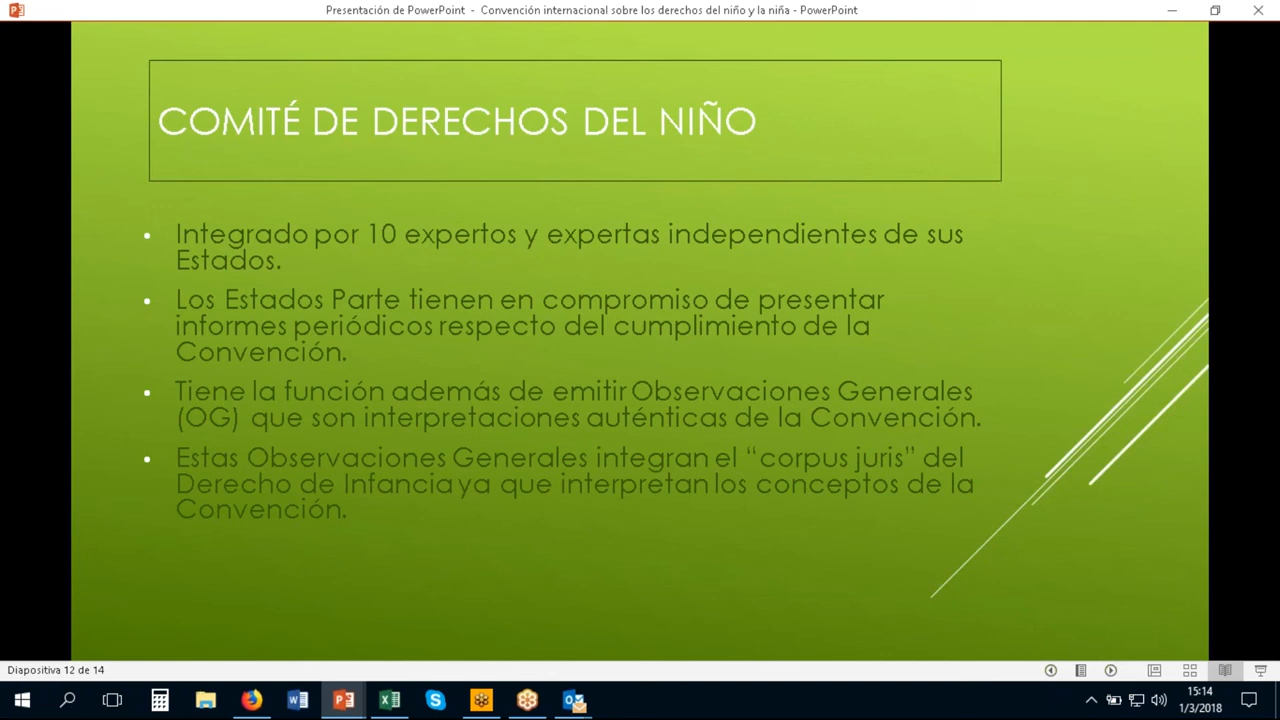 Presentación de PowerPoint - Convención internacional sobre los derechos del niño y la niña - PowerPoint
COMITÉ DE DERECHOS DEL NIÑO
• Integrado por 10 expertos y expertas independientes de sus
Estados.
• Los Estados Parte tienen en compromiso de presentar
informes periódicos respecto del cumplimiento de la
Convención.
• Tiene la función además de emitir Observaciones Generales
(OG) que son interpretaciones auténticas de la Convención.
• Estas Observaciones Generales integran el “corpus juris” del
Derecho de Infancia ya que interpretan los conceptos de la
Convención.
Diapositiva 12 de 14
15:14
1/3/2018